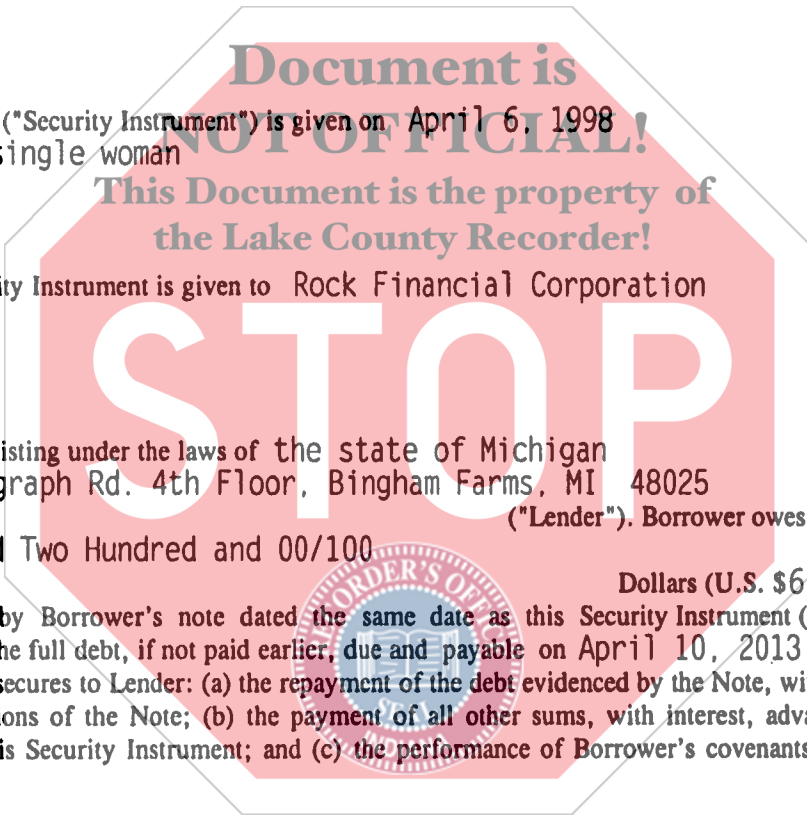 Document is
("Security Instrument") is given on April 6, 1998
NOT OFFICIAL!
single woman
This Document is the property of
the Lake County Recorder!
ity Instrument is given to Rock Financial Corporation
STOP
isting under the laws of the state of Michigan
graph Rd. 4th Floor, Bingham Farms, MI 48025
("Lender"). Borrower owes
Two Hundred and 00/100
Dollars (U.S. $6
by Borrower's note dated the same date as this Security Instrument (
he full debt, if not paid earlier, due and payable on April 10, 2013
secures to Lender: (a) the repayment of the debt evidenced by the Note, wi
ons of the Note; (b) the payment of all other sums, with interest, adva
is Security Instrument; and (c) the performance of Borrower's covenants
RECORDER'S OFFICE
SEAL
INDIANA